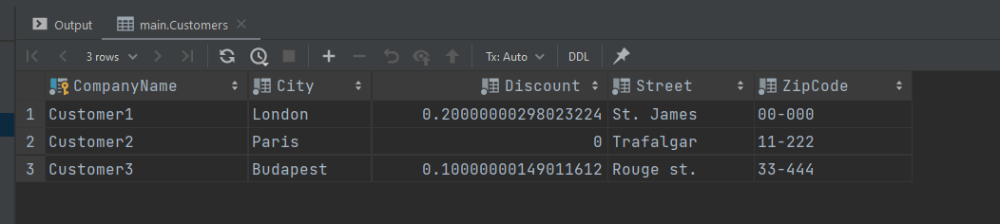 Output main.Customers
3 rows Tx: Auto DDL
CompanyName City Discount Street ZipCode
1 Customer1 London 0.20000000298023224 St. James 00-000
2 Customer2 Paris 0 Trafalgar 11-222
3 Customer3 Budapest 0.10000000149011612 Rouge st. 33-444